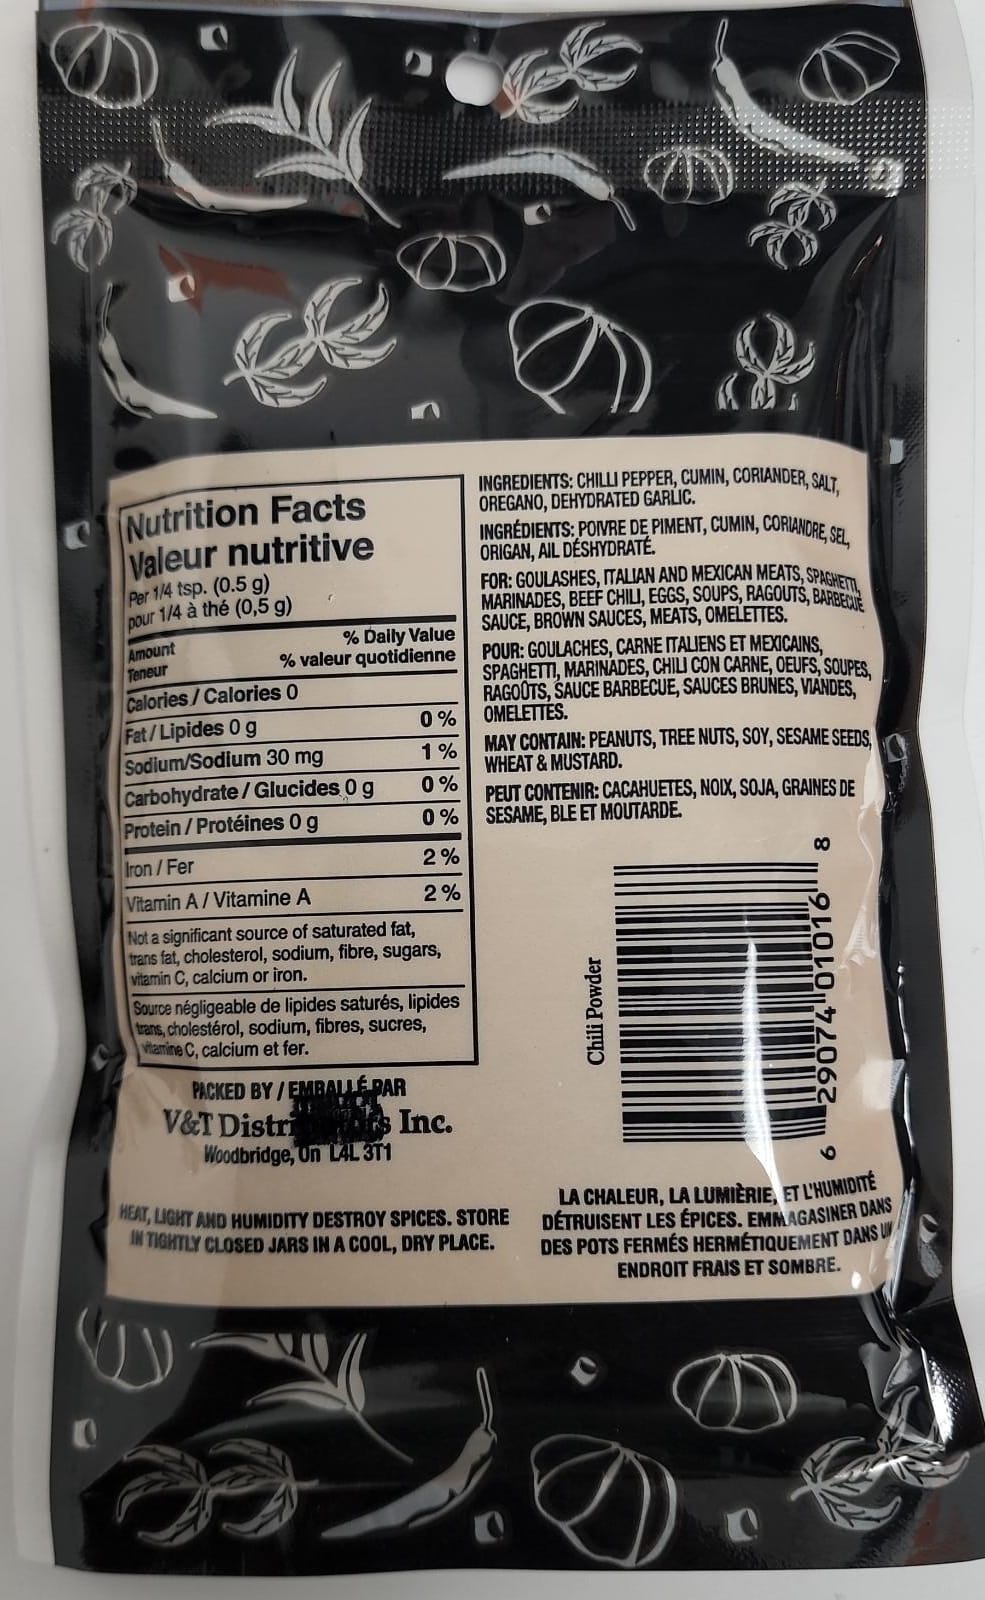 Nutrition Facts
Valeur nutritive
Per 1/4 tsp. (0.5 g)
pour 1/4 à thé (0,5 g)
Amount
Teneur
% Daily Value
% valeur quotidienne
Calories / Calories 0
Fat / Lipides 0 g 0 %
Sodium/Sodium 30 mg 1 %
Carbohydrate / Glucides 0 g 0 %
Protein / Protéines 0 g 0 %
Iron / Fer 2 %
Vitamin A / Vitamine A 2 %
Not a significant source of saturated fat,
trans fat, cholesterol, sodium, fibre, sugars,
vitamin C, calcium or iron.
Source négligeable de lipides saturés, lipides
trans, cholestérol, sodium, fibres, sucres,
vitamine C, calcium et fer.
PACKED BY / EMBALLÉ PAR
V&T Inc.
Woodbridge, On L4L 3T1
HEAT, LIGHT AND HUMIDITY DESTROY SPICES. STORE
IN TIGHTLY CLOSED JARS IN A COOL, DRY PLACE.
INGREDIENTS: CHILLI PEPPER, CUMIN, CORIANDER, SALT,
OREGANO, DEHYDRATED GARLIC.
INGRÉDIENTS: POIVRE DE PIMENT, CUMIN, CORIANDRE, SEL,
ORIGAN, AIL DÉSHYDRATÉ.
FOR: GOULASHES, ITALIAN AND MEXICAN MEATS, SPAGHETTI,
MARINADES, BEEF CHILI, EGGS, SOUPS, RAGOUTS, BARBECUE
SAUCE, BROWN SAUCES, MEATS, OMELETTES.
POUR: GOULACHES, CARNE ITALIENS ET MEXICAINS,
SPAGHETTI, MARINADES, CHILI CON CARNE, OEUFS, SOUPES,
RAGOÛTS, SAUCE BARBECUE, SAUCES BRUNES, VIANDES,
OMELETTES.
MAY CONTAIN: PEANUTS, TREE NUTS, SOY, SESAME SEEDS,
WHEAT & MUSTARD.
PEUT CONTENIR: CACAHUETES, NOIX, SOJA, GRAINES DE
SESAME, BLE ET MOUTARDE.
Chili Powder
6 29074 01016 8
LA CHALEUR, LA LUMIÈRIE, ET L'HUMIDITÉ
DÉTRUISENT LES ÉPICES. EMMAGASINER DANS
DES POTS FERMÉS HERMÉTIQUEMENT DANS UN
ENDROIT FRAIS ET SOMBRE.